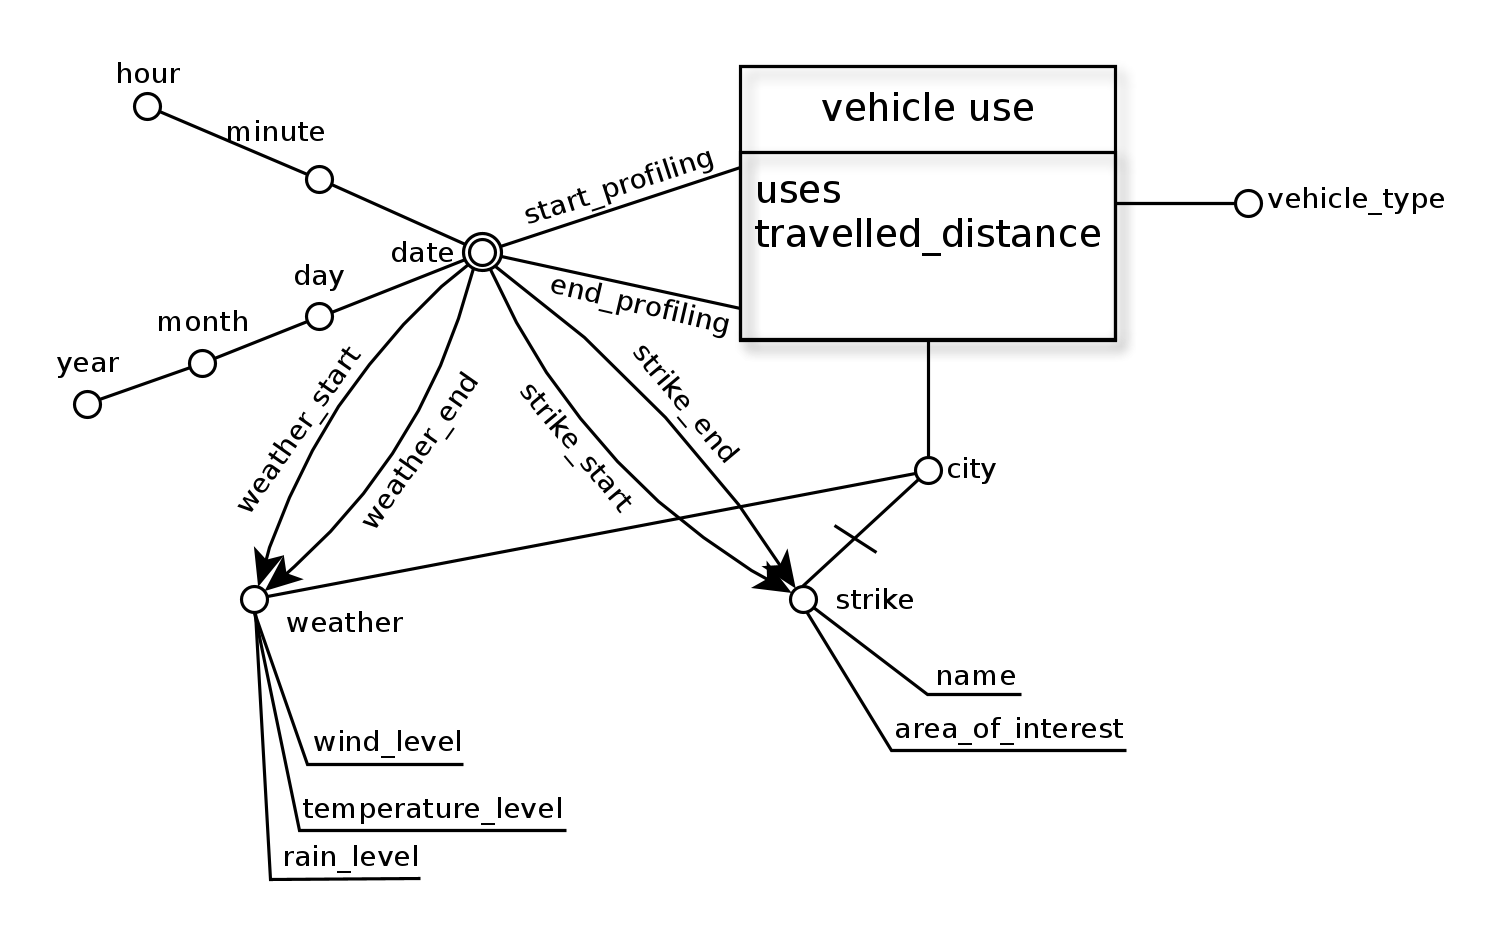 hour
minute
date
day
month
year
start_profiling
end_profiling
vehicle use
uses
travelled_distance
vehicle_type
weather_start
weather_end
strike_start
strike_end
city
weather
strike
name
area_of_interest
wind_level
temperature_level
rain_level